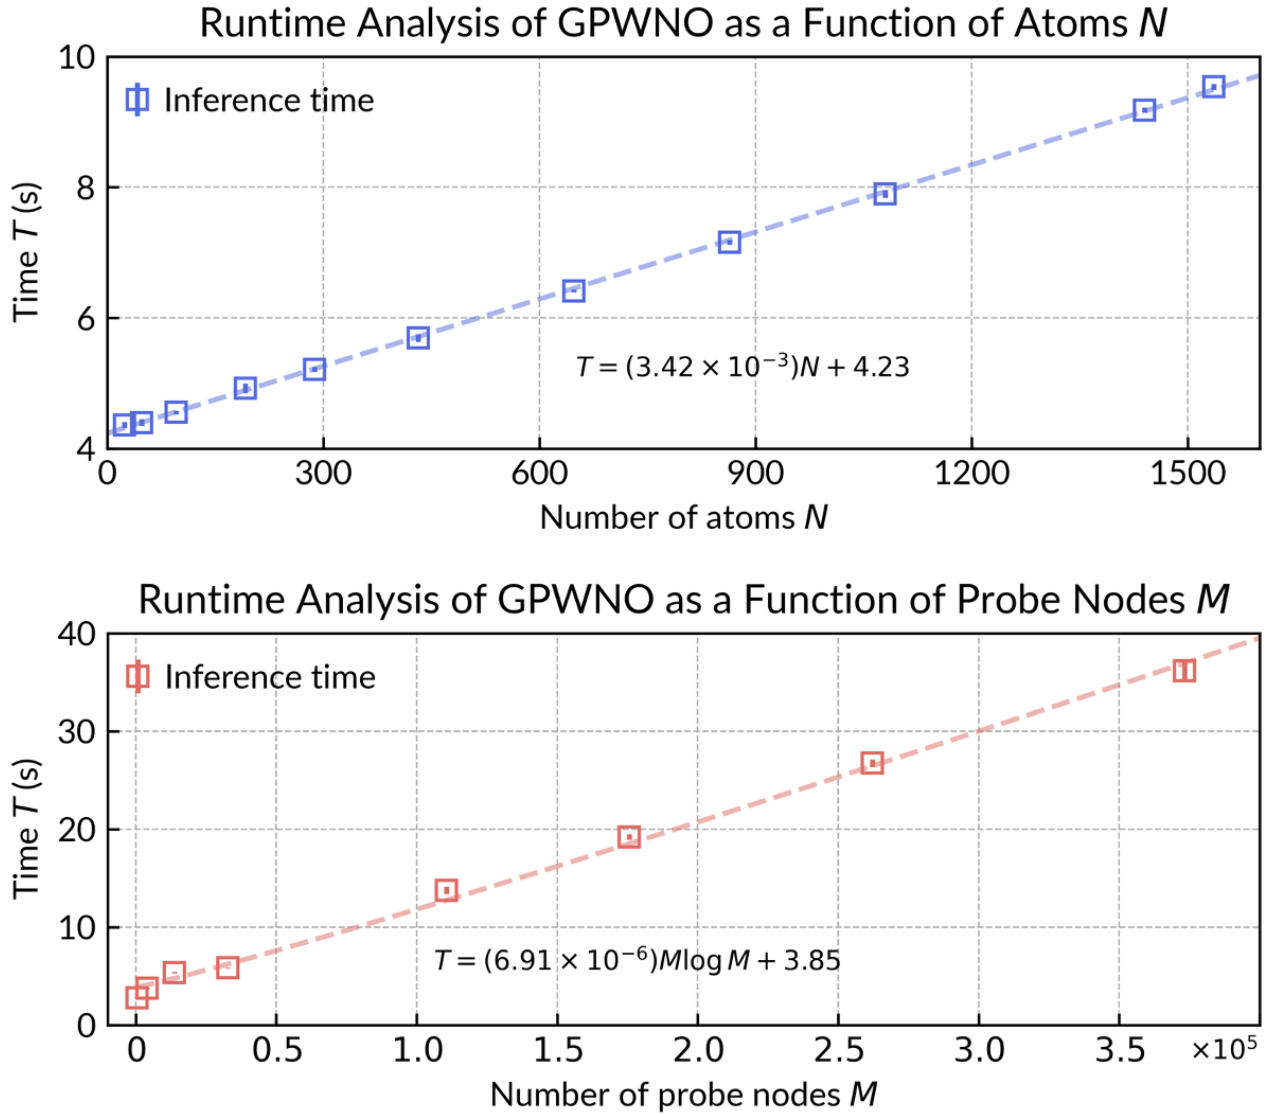 Runtime Analysis of GPWNO as a Function of Atoms N
10
Inference time
8
6
4
Time T (s)
T = (3.42 × 10⁻³)N + 4.23
0 300 600 900 1200 1500
Number of atoms N
Runtime Analysis of GPWNO as a Function of Probe Nodes M
40
Inference time
30
20
10
0
Time T (s)
T = (6.91 × 10⁻⁶)MlogM + 3.85
0 0.5 1.0 1.5 2.0 2.5 3.0 3.5 ×10⁵
Number of probe nodes M